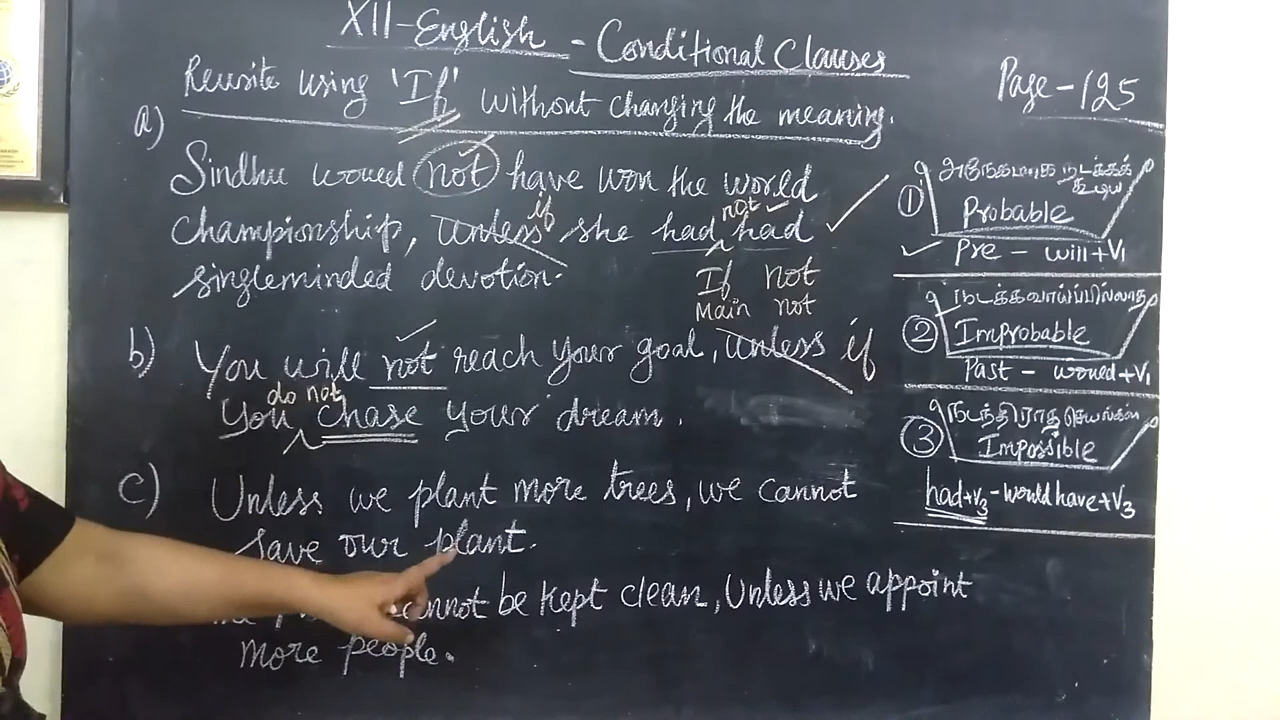 XII-English - Conditional Clauses
Rewrite using 'If' without changing the meaning.
Page - 125
a)
Sindhu would not have won the world
championship, unless if she had not had
singleminded devotion.
If not
Main not
b) You will not reach your goal, unless if
You do not chase your dream.
c) Unless we plant more trees, we cannot
save our plant.
cannot be kept clean, Unless we appoint
more people.
① அநேகமாக நடக்கக்
கூடிய
Probable
Pre - will+V1
நடக்கவாய்ப்பில்லாத
② Improbable
Past - would+V1
③ நடந்திராத செயல்கள்
Impossible
had+V3 - would have+V3